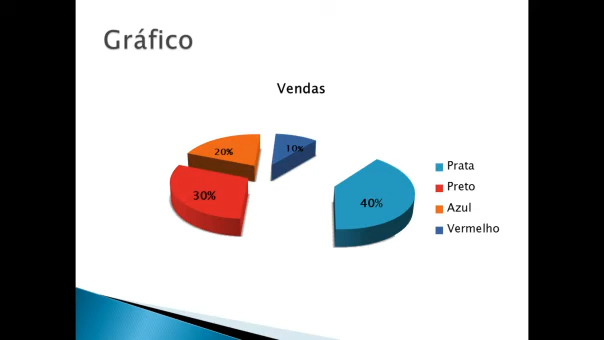 Gráfico
Vendas
20%
10%
30%
40%
Prata
Preto
Azul
Vermelho